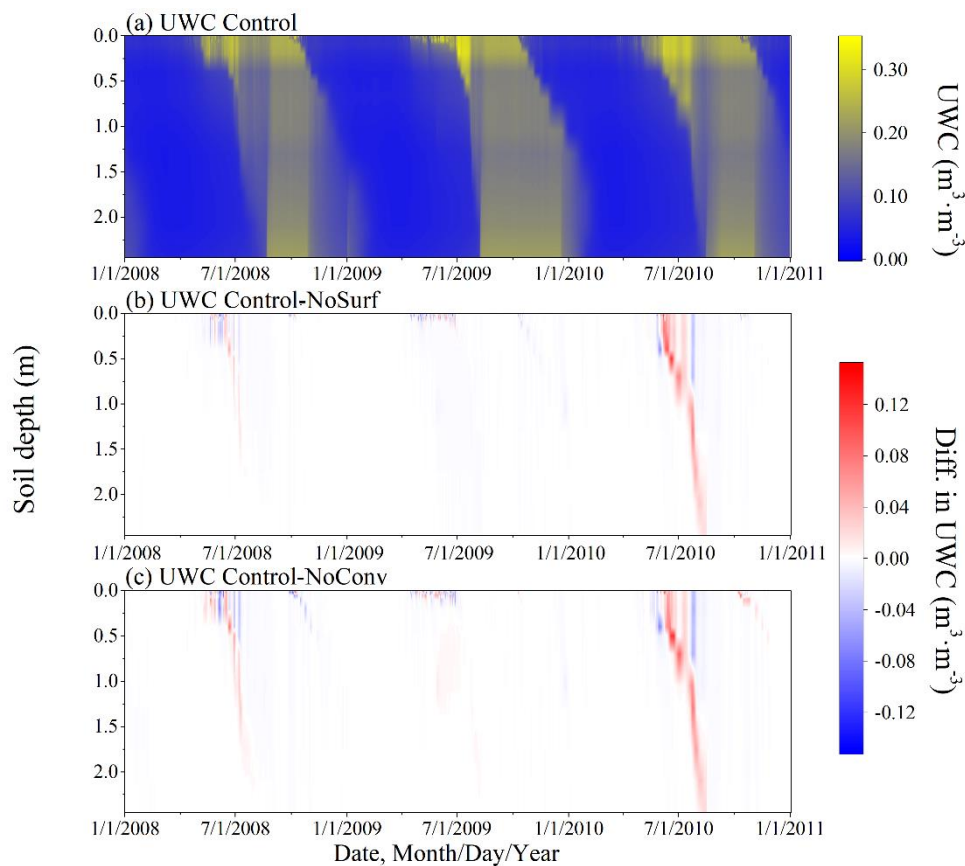 (a) UWC Control
0.0
0.5
1.0
1.5
2.0
1/1/2008 7/1/2008 1/1/2009 7/1/2009 1/1/2010 7/1/2010 1/1/2011
0.30
0.20
0.10
0.00
UWC (m³·m⁻³)
(b) UWC Control-NoSurf
0.0
0.5
1.0
1.5
2.0
1/1/2008 7/1/2008 1/1/2009 7/1/2009 1/1/2010 7/1/2010 1/1/2011
Soil depth (m)
(c) UWC Control-NoConv
0.0
0.5
1.0
1.5
2.0
1/1/2008 7/1/2008 1/1/2009 7/1/2009 1/1/2010 7/1/2010 1/1/2011
Date, Month/Day/Year
0.12
0.08
0.04
0.00
-0.04
-0.08
-0.12
Diff. in UWC (m³·m⁻³)